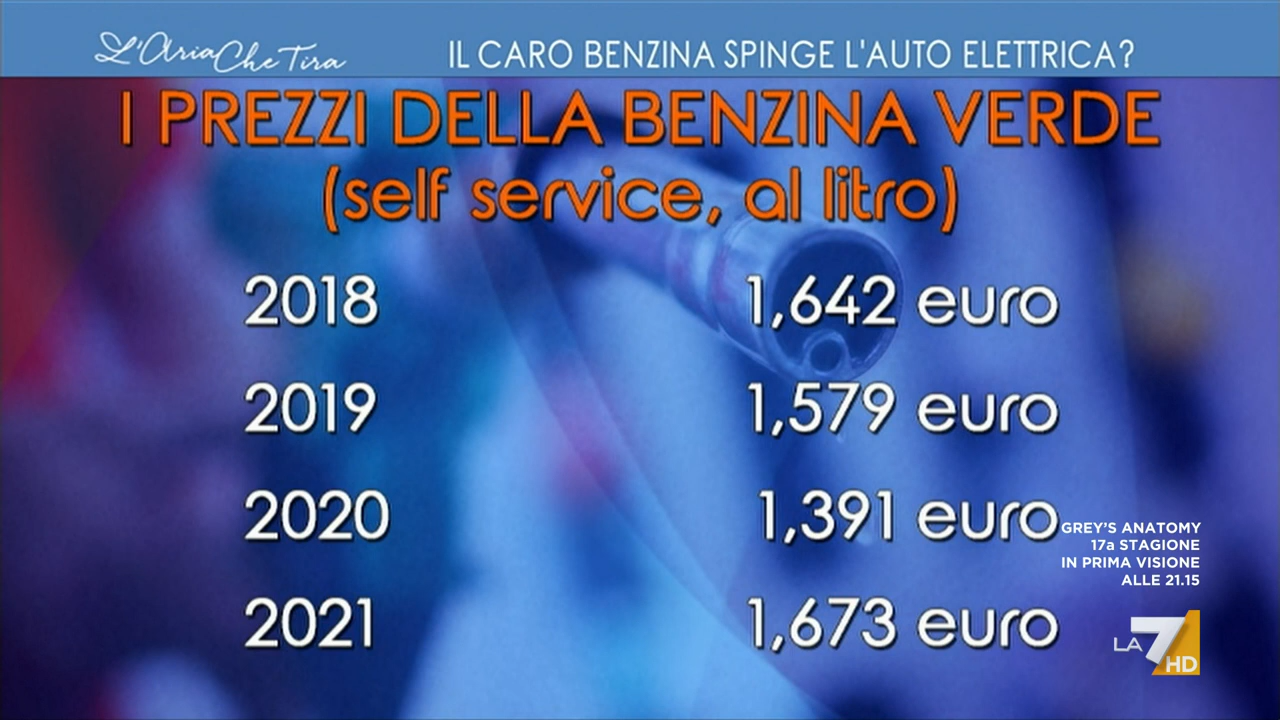 L'Aria Che Tira
IL CARO BENZINA SPINGE L'AUTO ELETTRICA?
I PREZZI DELLA BENZINA VERDE
(self service, al litro)
2018 1,642 euro
2019 1,579 euro
2020 1,391 euro
2021 1,673 euro
GREY'S ANATOMY
17a STAGIONE
IN PRIMA VISIONE
ALLE 21.15
LA 7 HD